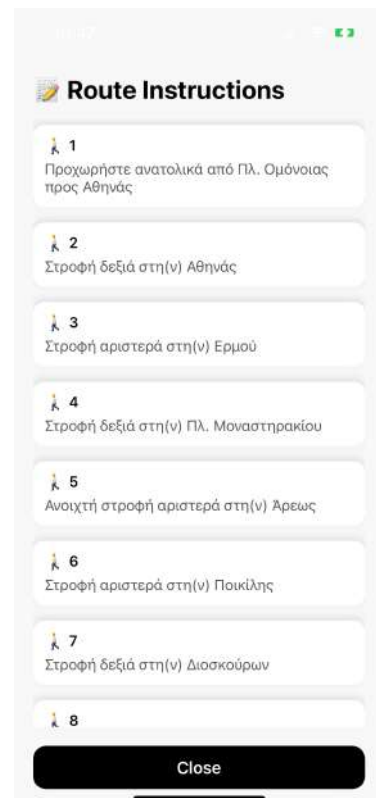 Route Instructions
1
Προχωρήστε ανατολικά από Πλ. Ομόνοιας
προς Αθηνάς
2
Στροφή δεξιά στη(ν) Αθηνάς
3
Στροφή αριστερά στη(ν) Ερμού
4
Στροφή δεξιά στη(ν) Πλ. Μοναστηρακίου
5
Ανοιχτή στροφή αριστερά στη(ν) Άρεως
6
Στροφή αριστερά στη(ν) Ποικίλης
7
Στροφή δεξιά στη(ν) Διοσκούρων
8
Close